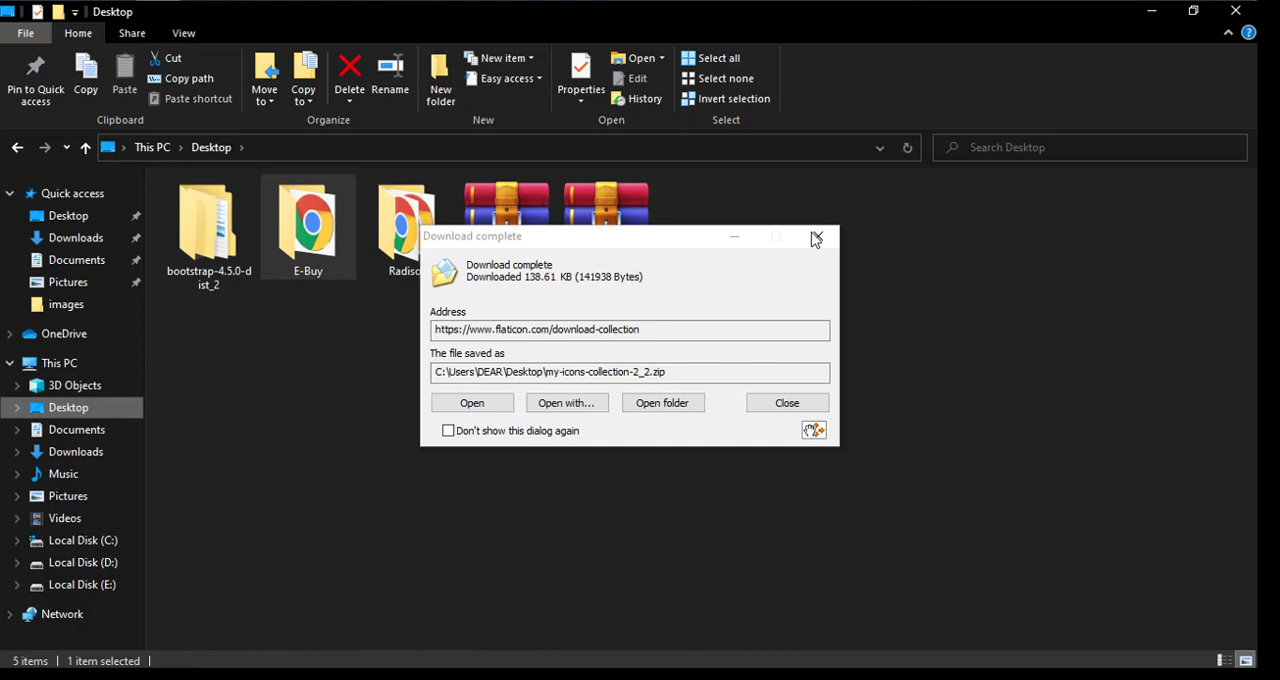 Desktop
File
Home
Share
View
Pin to Quick
access
Copy
Paste
Cut
Copy path
Paste shortcut
Clipboard
Move
to
Copy
to
Delete
Rename
Organize
New
folder
New item
Easy access
New
Properties
Open
Edit
History
Open
Select all
Select none
Invert selection
Select
This PC
Desktop
Search Desktop
Quick access
Desktop
Downloads
Documents
Pictures
images
OneDrive
This PC
3D Objects
Desktop
Documents
Downloads
Music
Pictures
Videos
Local Disk (C:)
Local Disk (D:)
Local Disk (E:)
Network
bootstrap-4.5.0-d
ist_2
E-Buy
Radiso
Download complete
Download complete
Downloaded 138.61 KB (141938 Bytes)
Address
https://www.flaticon.com/download-collection
The file saved as
C:\Users\DEAR\Desktop\my-icons-collection-2_2.zip
Open
Open with...
Open folder
Close
Don't show this dialog again
5 items
1 item selected